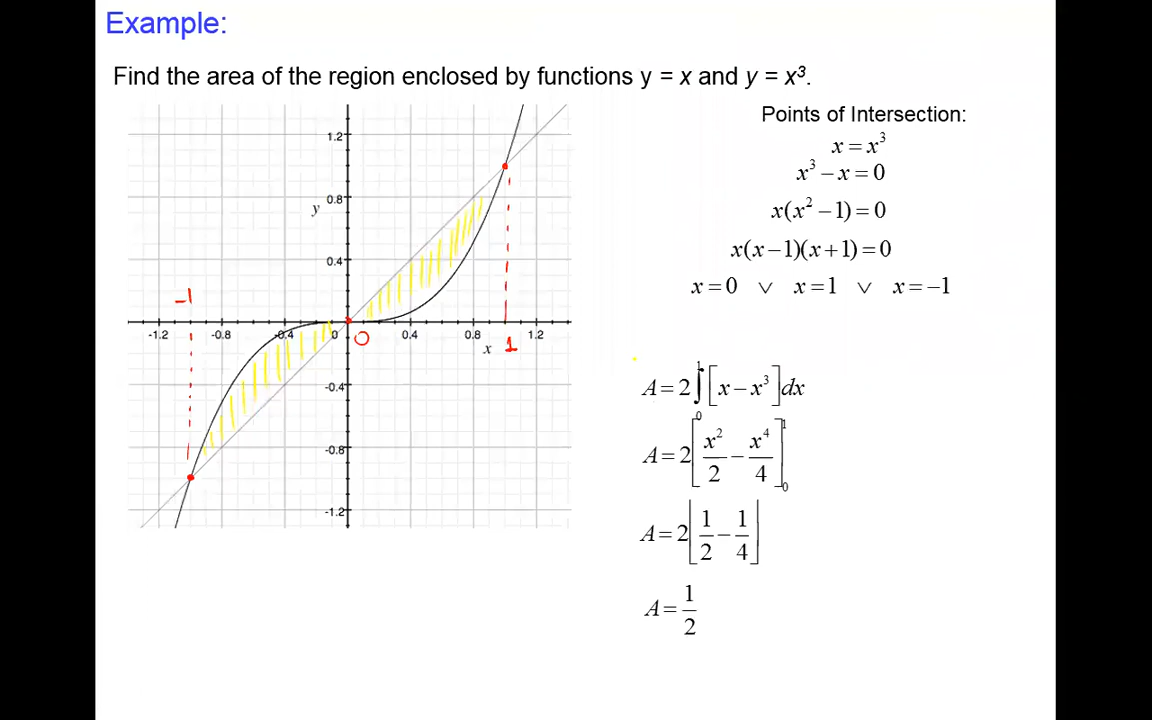 Example:
Find the area of the region enclosed by functions y = x and y = x³.
Points of Intersection:
x = x³
x³ − x = 0
x(x² − 1) = 0
x(x − 1)(x + 1) = 0
x = 0 ∨ x = 1 ∨ x = −1
1.2
y 0.8
0.4
-1
-1.2 -0.8 -0.4 0 0 0.4 0.8 1.2
x 1
-0.4
-0.8
-1.2
A = 2∫₀¹[x − x³]dx
A = 2[x²/2 − x⁴/4]₀¹
A = 2[1/2 − 1/4]
A = 1/2